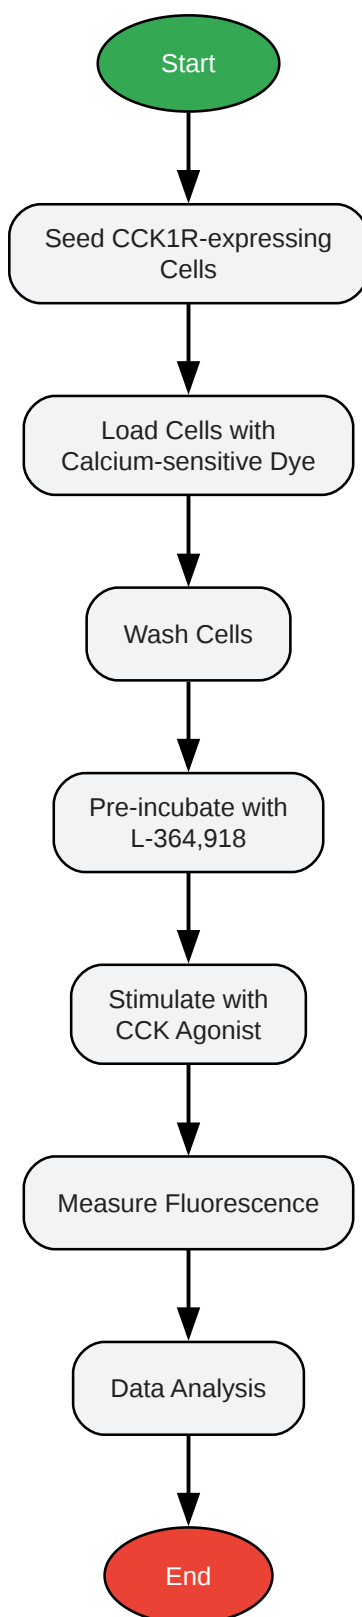 Start
Seed CCK1R-expressing
Cells
Load Cells with
Calcium-sensitive Dye
Wash Cells
Pre-incubate with
L-364,918
Stimulate with
CCK Agonist
Measure Fluorescence
Data Analysis
End